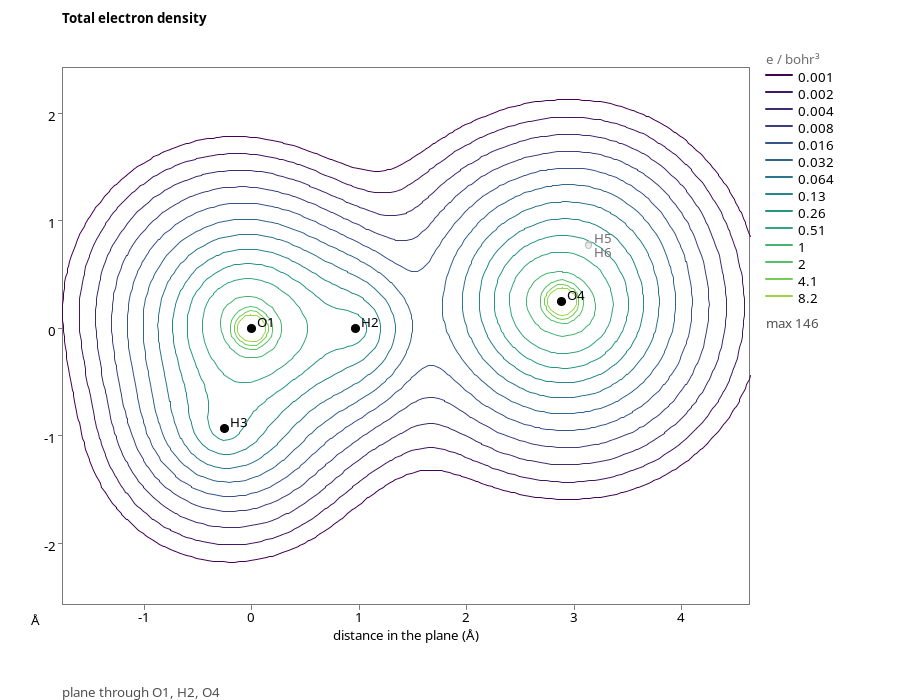 Total electron density
e / bohr³
0.001
0.002
0.004
0.008
0.016
0.032
0.064
0.13
0.26
0.51
1
2
4.1
8.2
max 146
2
1
0
-1
-2
H5
H6
O4
O1
H2
H3
-1
0
1
2
3
4
Å
distance in the plane (Å)
plane through O1, H2, O4